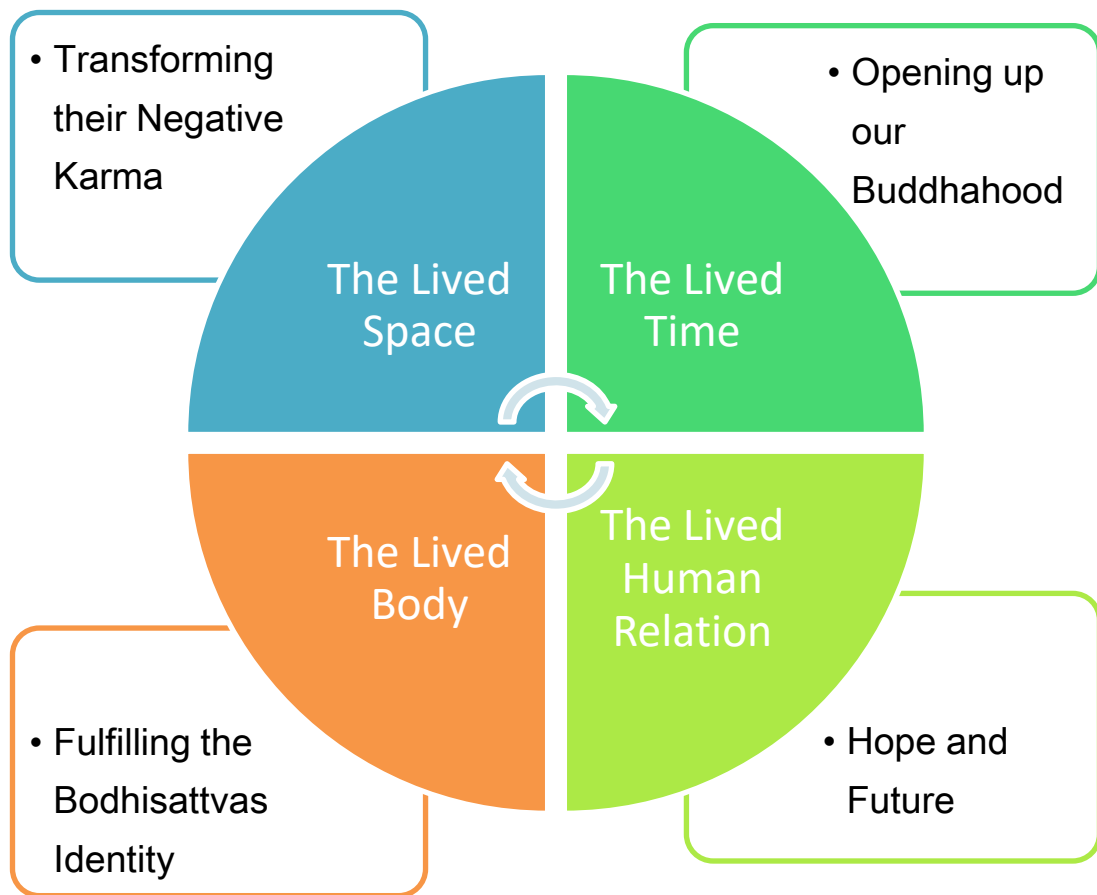 • Transforming
their Negative
Karma
• Opening up
our
Buddhahood
The Lived
Space
The Lived
Time
The Lived
Body
The Lived
Human
Relation
• Fulfilling the
Bodhisattvas
Identity
• Hope and
Future